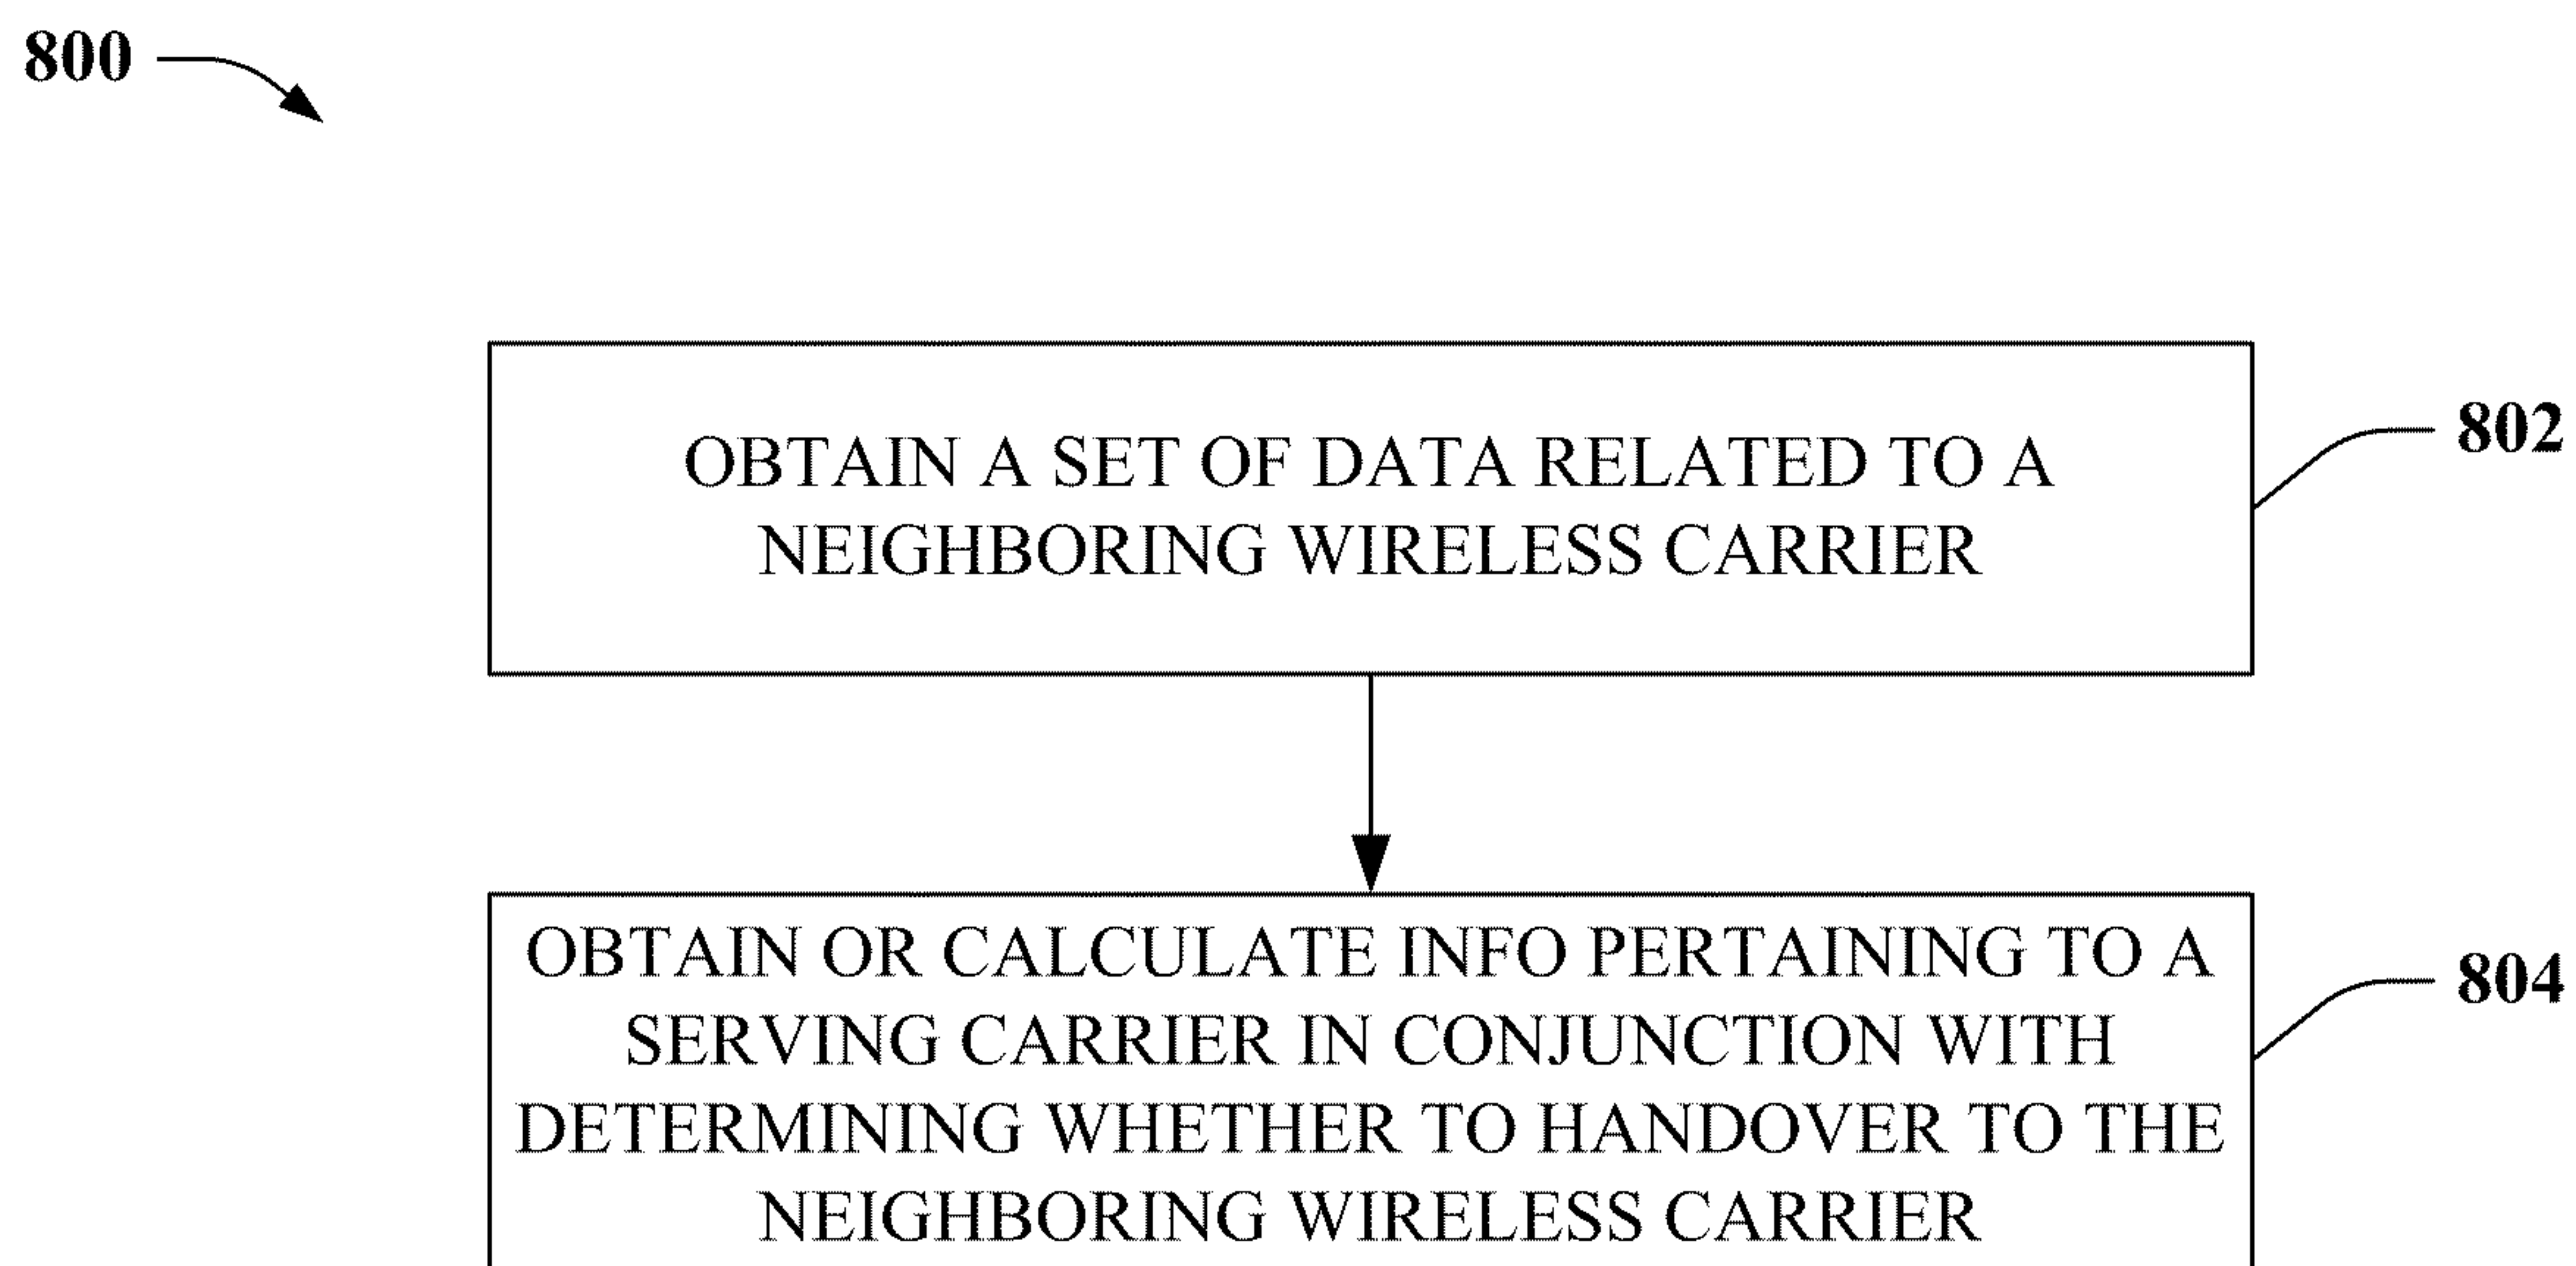 800
OBTAIN A SET OF DATA RELATED TO A
NEIGHBORING WIRELESS CARRIER
802
OBTAIN OR CALCULATE INFO PERTAINING TO A
SERVING CARRIER IN CONJUNCTION WITH
DETERMINING WHETHER TO HANDOVER TO THE
NEIGHBORING WIRELESS CARRIER
804